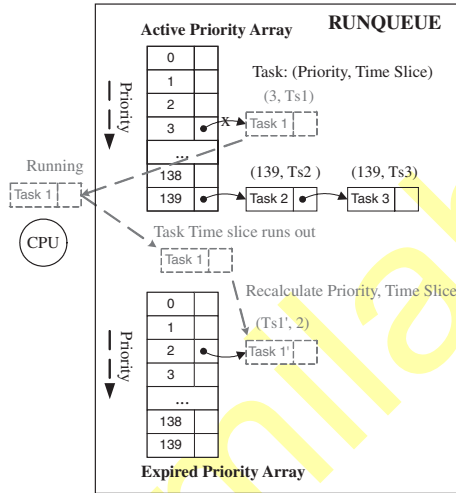 RUNQUEUE
Active Priority Array
0
1
2
3
...
138
139
Priority
Task: (Priority, Time Slice)
(3, Ts1)
x
Task 1
Running
Task 1
CPU
(139, Ts2 )
(139, Ts3)
Task 2
Task 3
Task Time slice runs out
Task 1
Recalculate Priority, Time Slice
(Ts1', 2)
Task 1'
0
1
2
3
...
138
139
Priority
Expired Priority Array